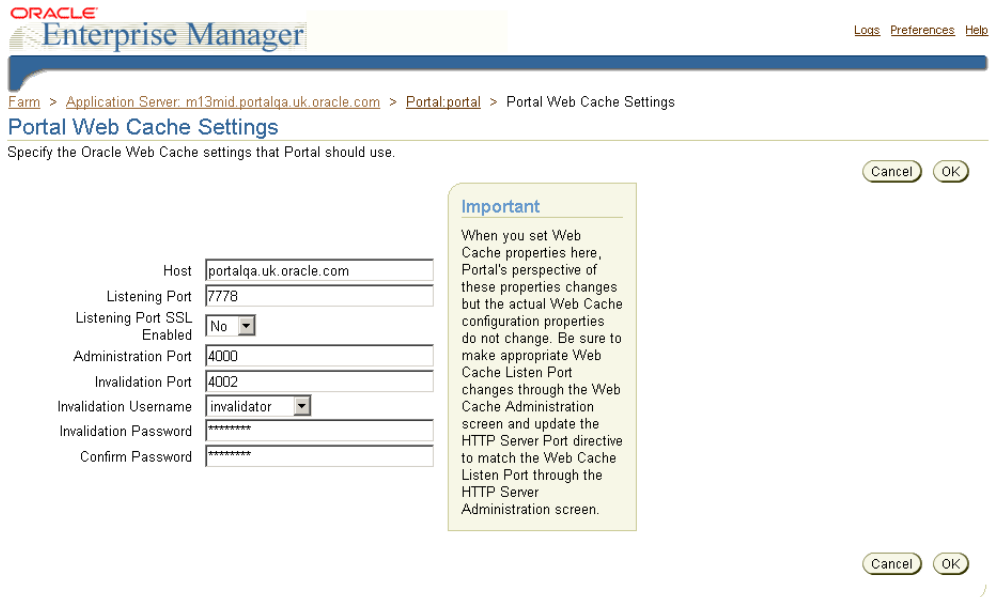 ORACLE
Enterprise Manager
Logs Preferences Help
Farm > Application Server: m13mid.portalqa.uk.oracle.com > Portal:portal > Portal Web Cache Settings
Portal Web Cache Settings
Specify the Oracle Web Cache settings that Portal should use.
Cancel OK
Host portalqa.uk.oracle.com
Listening Port 7778
Listening Port SSL
Enabled No
Administration Port 4000
Invalidation Port 4002
Invalidation Username invalidator
Invalidation Password ********
Confirm Password ********
Important
When you set Web
Cache properties here,
Portal's perspective of
these properties changes
but the actual Web Cache
configuration properties
do not change. Be sure to
make appropriate Web
Cache Listen Port
changes through the Web
Cache Administration
screen and update the
HTTP Server Port directive
to match the Web Cache
Listen Port through the
HTTP Server
Administration screen.
Cancel OK